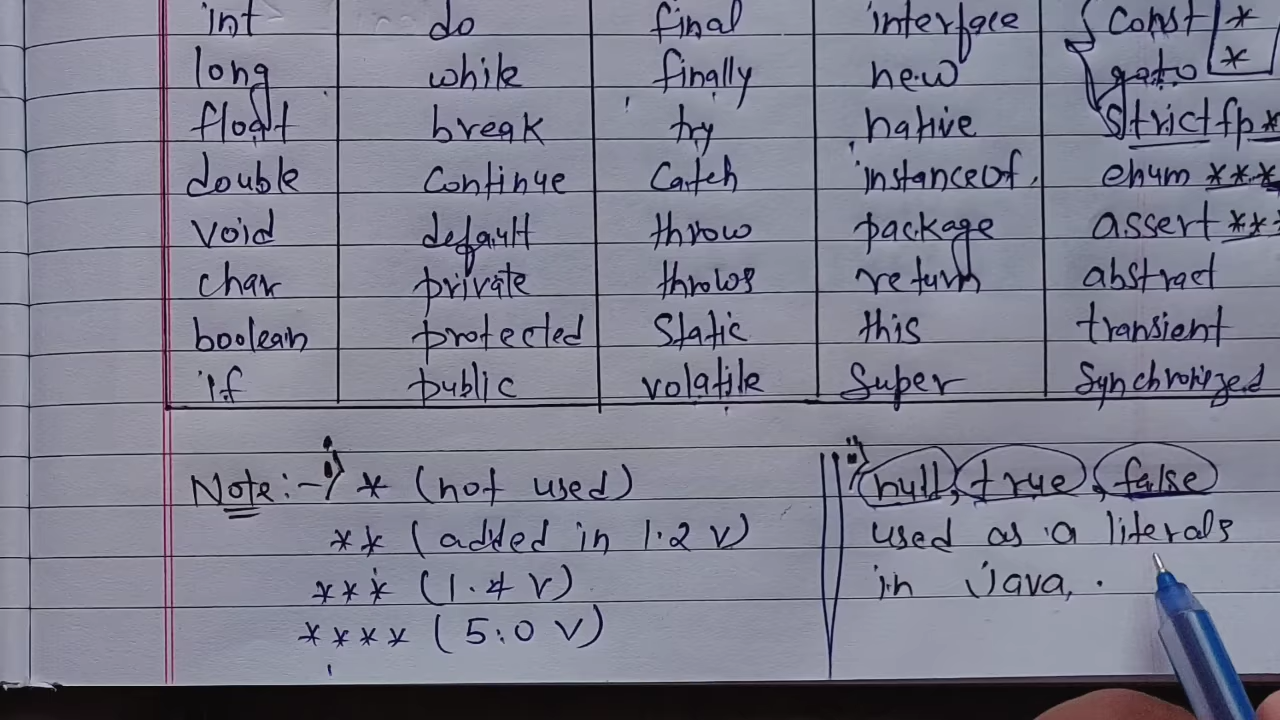 int do final interface const *
long while finally new goto *
float break try native strictfp *
double continue catch instanceof enum ***
void default throw package assert **
char private throws return abstract
boolean protected static this transient
if public volatile super synchronized
Note :- * (not used)
** (added in 1.2 v)
*** (1.4 v)
**** (5.0 v)
null, true, false
used as a literals
in Java,.